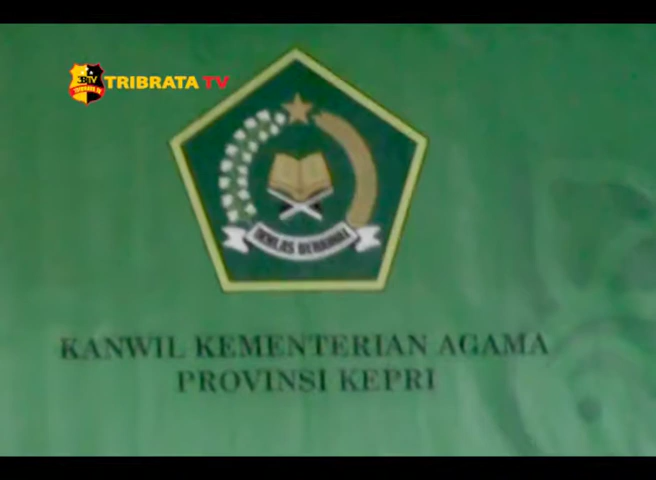 TRIBRATA TV
IKHLAS BERAMAL
KANWIL KEMENTERIAN AGAMA
PROVINSI KEPRI